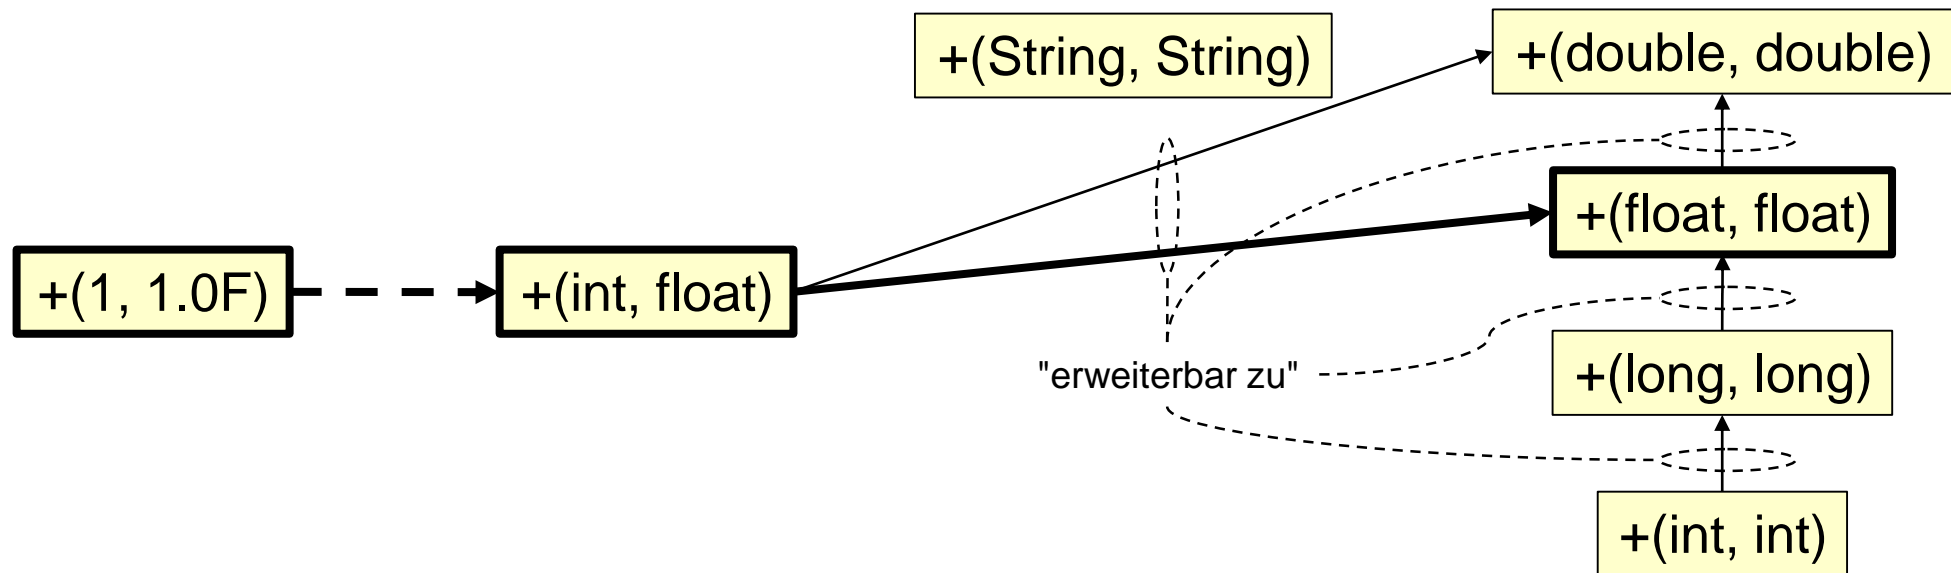 +(String, String)
+(double, double)
+(float, float)
+(1, 1.0F)
+(int, float)
"erweiterbar zu"
+(long, long)
+(int, int)